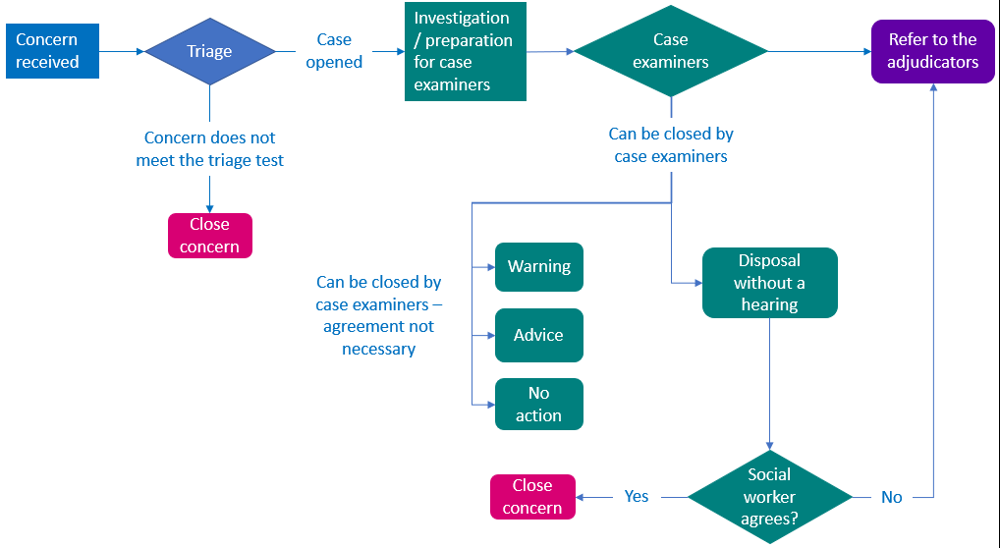 Concern
received
Triage
Case
opened
Investigation
/ preparation
for case
examiners
Case
examiners
Refer to the
adjudicators
Concern does not
meet the triage test
Close
concern
Can be closed by
case examiners
Can be closed by
case examiners –
agreement not
necessary
Warning
Advice
No
action
Disposal
without a
hearing
Social
worker
agrees?
Yes
Close
concern
No